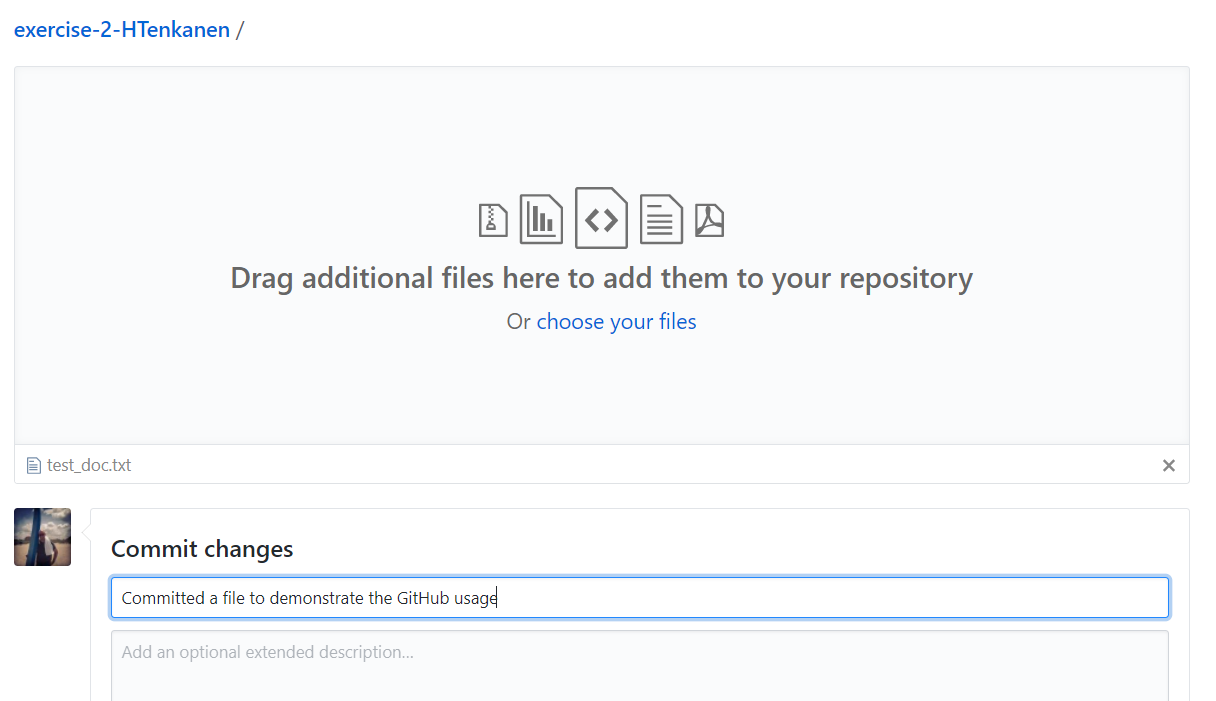 exercise-2-HTenkanen /
Drag additional files here to add them to your repository
Or choose your files
test_doc.txt
Commit changes
Committed a file to demonstrate the GitHub usage
Add an optional extended description...